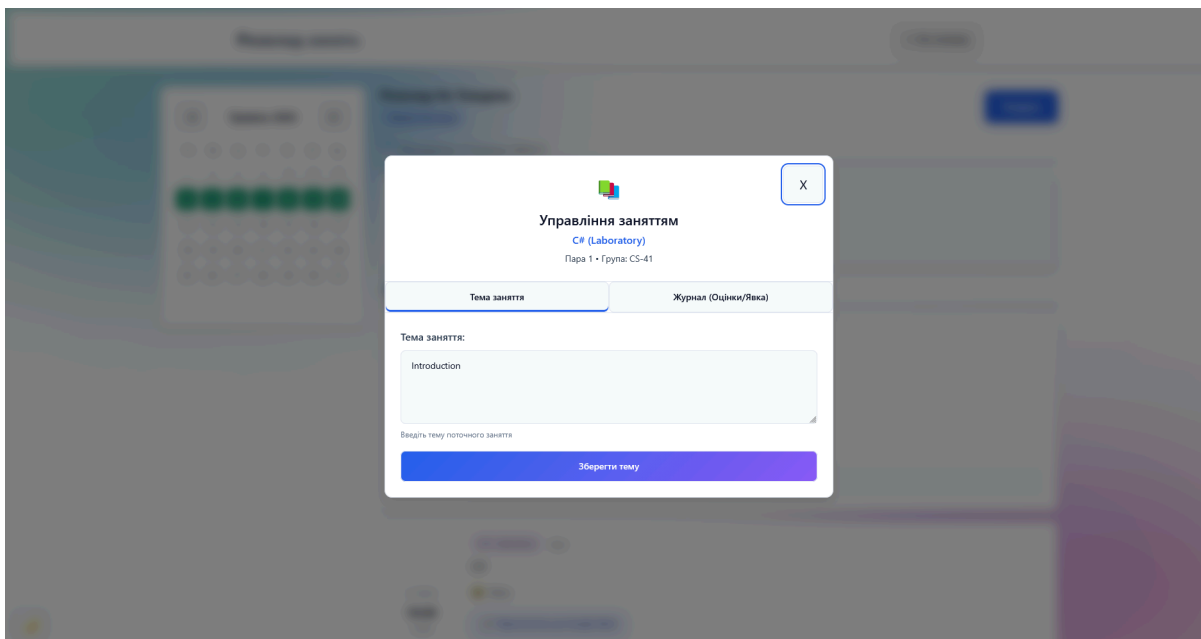 X
Управління заняттям
C# (Laboratory)
Пара 1 • Група: CS-41
Тема заняття
Журнал (Оцінки/Явка)
Тема заняття:
Introduction
Введіть тему поточного заняття
Зберегти тему